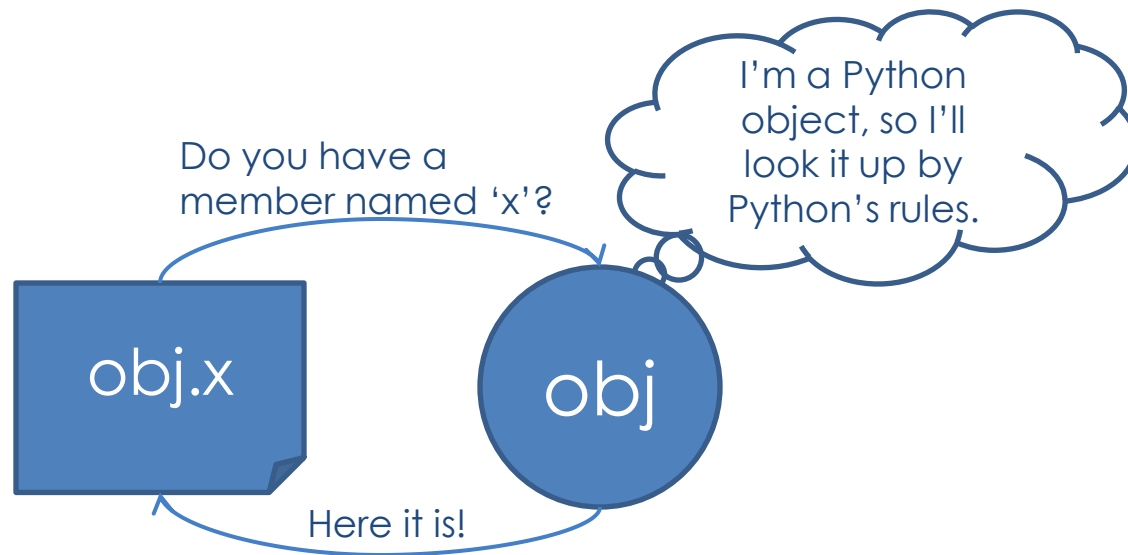 I’m a Python
object, so I’ll
look it up by
Python’s rules.
Do you have a
member named ‘x’?
obj.x
obj
Here it is!